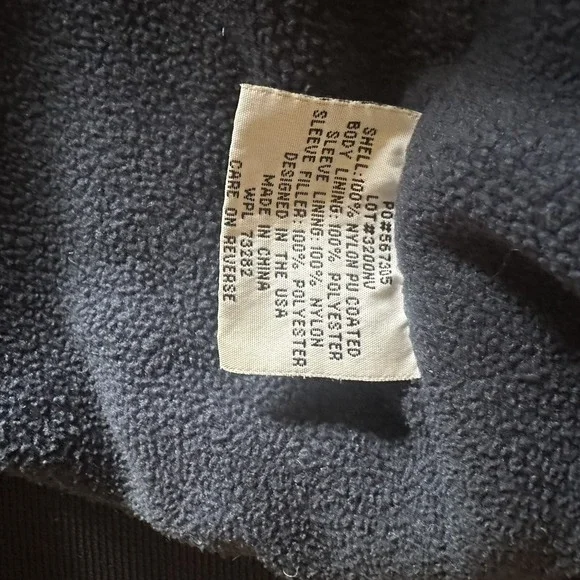 PO#567305
LOT#3200NV
SHELL:100% NYLON PU COATED
BODY LINING: 100% POLYESTER
SLEEVE LINING: 100% NYLON
SLEEVE FILLER: 100% POLYESTER
DESIGNED IN THE USA
MADE IN CHINA
WPL 73282
CARE ON REVERSE